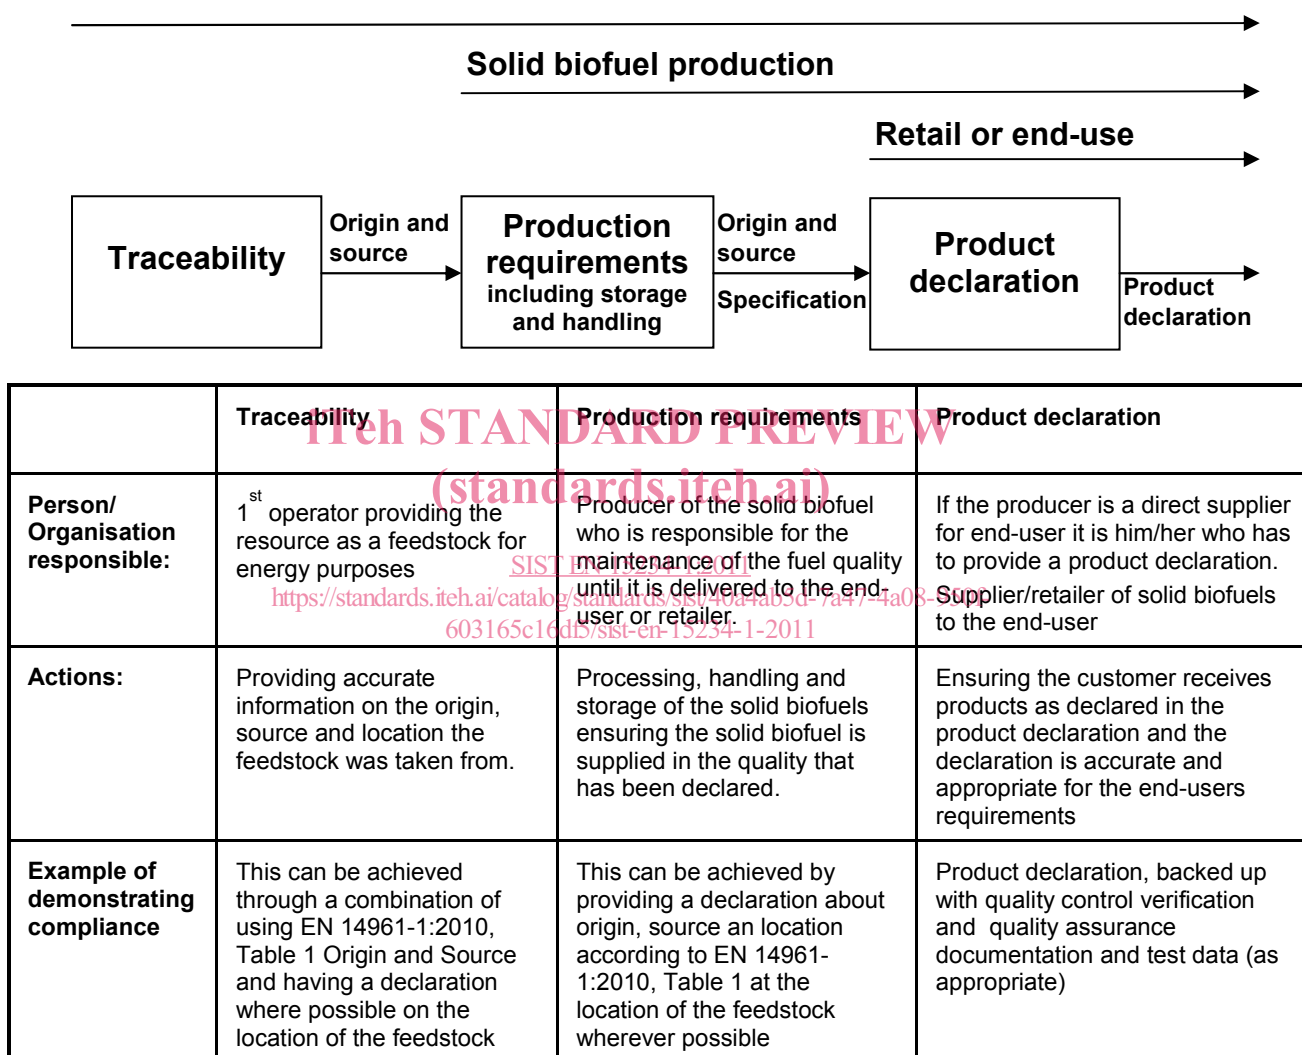 Solid biofuel production
Retail or end-use
Traceability
Origin and
source
Production
requirements
including storage
and handling
Origin and
source
Specification
Product
declaration
Product
declaration
Traceability
Production requirements
Product declaration
iTeh STANDARD PREVIEW
(standards.iteh.ai)
SIST EN 15234-1:2011
https://standards.iteh.ai/catalog/standards/sist/40a4ab5d-7a47-4a08-
603165c16df5/sist-en-15234-1-2011
Person/
Organisation
responsible:
1st operator providing the
resource as a feedstock for
energy purposes
Producer of the solid biofuel
who is responsible for the
maintenance of the fuel quality
until it is delivered to the end-
user or retailer.
If the producer is a direct supplier
for end-user it is him/her who has
to provide a product declaration.
Supplier/retailer of solid biofuels
to the end-user
Actions:
Providing accurate
information on the origin,
source and location the
feedstock was taken from.
Processing, handling and
storage of the solid biofuels
ensuring the solid biofuel is
supplied in the quality that
has been declared.
Ensuring the customer receives
products as declared in the
product declaration and the
declaration is accurate and
appropriate for the end-users
requirements
Example of
demonstrating
compliance
This can be achieved
through a combination of
using EN 14961-1:2010,
Table 1 Origin and Source
and having a declaration
where possible on the
location of the feedstock
This can be achieved by
providing a declaration about
origin, source an location
according to EN 14961-
1:2010, Table 1 at the
location of the feedstock
wherever possible
Product declaration, backed up
with quality control verification
and quality assurance
documentation and test data (as
appropriate)